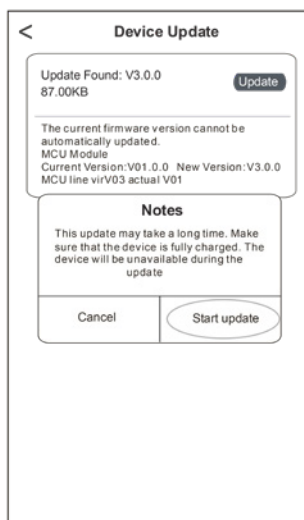 < Device Update
Update Found: V3.0.0
87.00KB
Update
The current firmware version cannot be
automatically updated.
MCU Module
Current Version:V01.0.0 New Version:V3.0.0
MCU line virV03 actual V01
Notes
This update may take a long time. Make
sure that the device is fully charged. The
device will be unavailable during the
update
Cancel
Start update